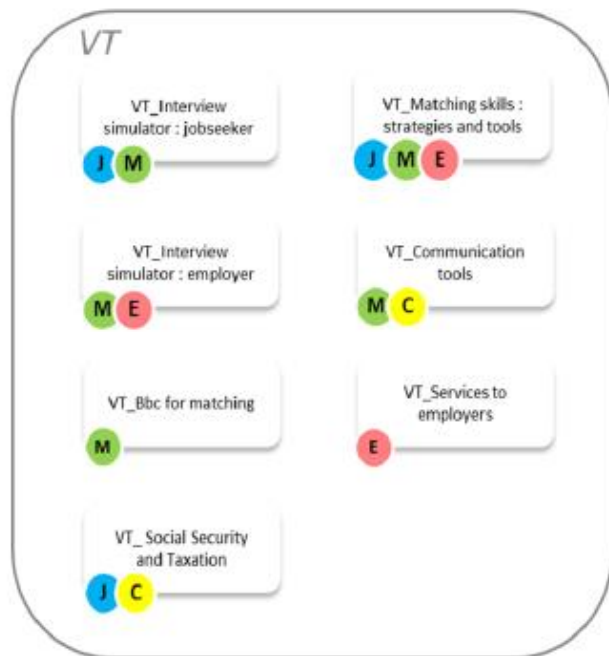 VT
VT_Interview
simulator : jobseeker
J M
VT_Matching skills :
strategies and tools
J M E
VT_Interview
simulator : employer
M E
VT_Communication
tools
M C
VT_Bbc for matching
M
VT_Services to
employers
E
VT_ Social Security
and Taxation
J C